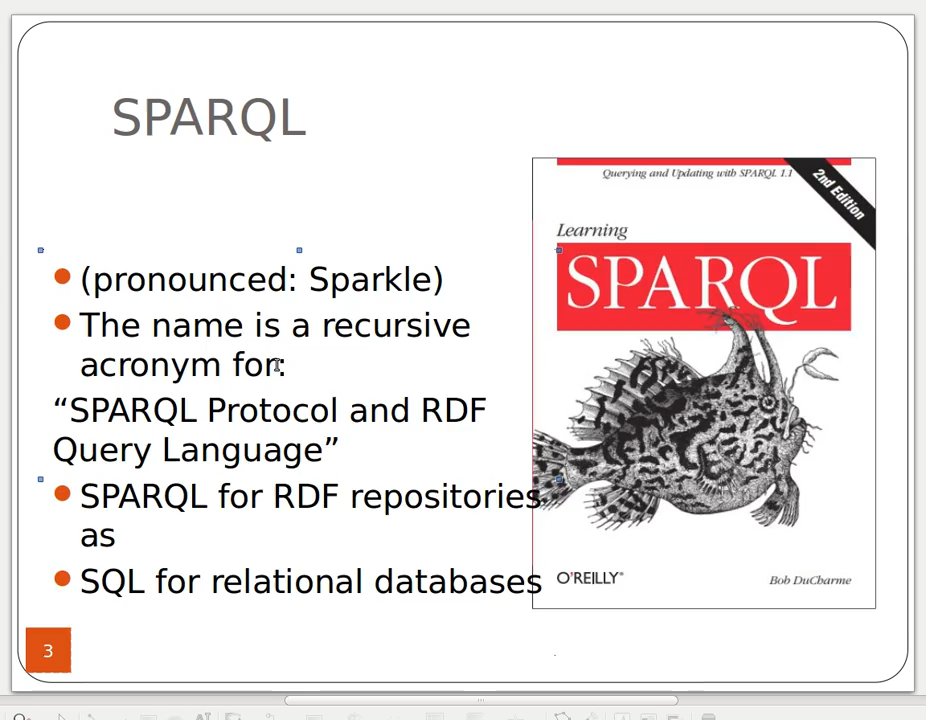 SPARQL
(pronounced: Sparkle)
The name is a recursive
acronym for:
“SPARQL Protocol and RDF
Query Language”
SPARQL for RDF repositories
as
SQL for relational databases
3
Querying and Updating with SPARQL 1.1
2nd Edition
Learning
SPARQL
O'REILLY®
Bob DuCharme